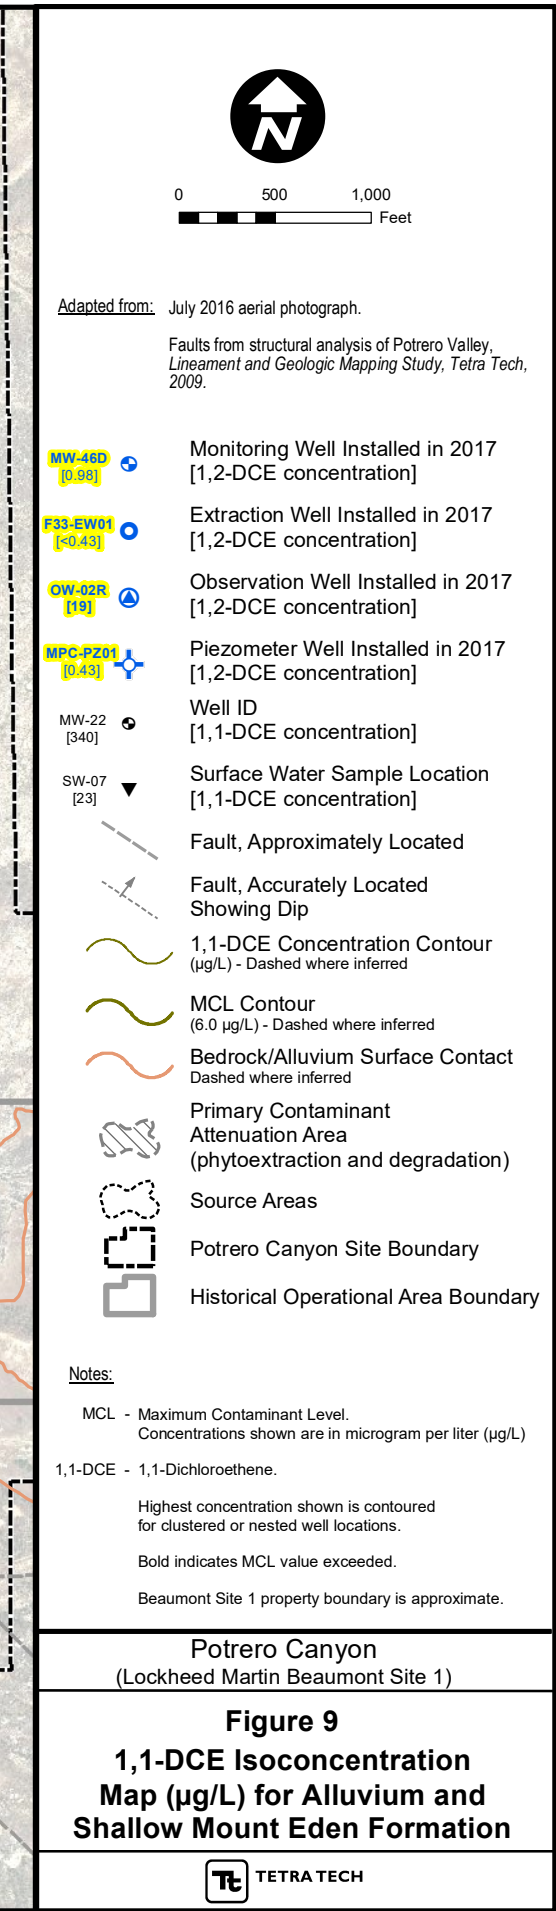 N
0 500 1,000
Feet
Adapted from: July 2016 aerial photograph.
Faults from structural analysis of Potrero Valley,
Lineament and Geologic Mapping Study, Tetra Tech,
2009.
MW-46D
[0.98]
Monitoring Well Installed in 2017
[1,2-DCE concentration]
F33-EW01
[<0.43]
Extraction Well Installed in 2017
[1,2-DCE concentration]
OW-02R
[19]
Observation Well Installed in 2017
[1,2-DCE concentration]
MPC-PZ01
[0.43]
Piezometer Well Installed in 2017
[1,2-DCE concentration]
MW-22
[340]
Well ID
[1,1-DCE concentration]
SW-07
[23]
Surface Water Sample Location
[1,1-DCE concentration]
Fault, Approximately Located
Fault, Accurately Located
Showing Dip
1,1-DCE Concentration Contour
(µg/L) - Dashed where inferred
MCL Contour
(6.0 µg/L) - Dashed where inferred
Bedrock/Alluvium Surface Contact
Dashed where inferred
Primary Contaminant
Attenuation Area
(phytoextraction and degradation)
Source Areas
Potrero Canyon Site Boundary
Historical Operational Area Boundary
Notes:
MCL - Maximum Contaminant Level.
Concentrations shown are in microgram per liter (µg/L)
1,1-DCE - 1,1-Dichloroethene.
Highest concentration shown is contoured
for clustered or nested well locations.
Bold indicates MCL value exceeded.
Beaumont Site 1 property boundary is approximate.
Potrero Canyon
(Lockheed Martin Beaumont Site 1)
Figure 9
1,1-DCE Isoconcentration
Map (µg/L) for Alluvium and
Shallow Mount Eden Formation
Tt TETRA TECH